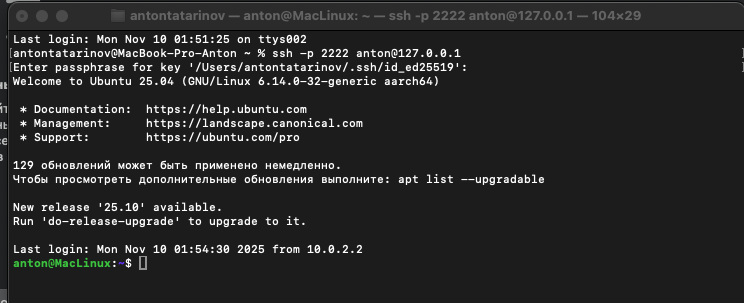 antontatarinov — anton@MacLinux: ~ — ssh -p 2222 anton@127.0.0.1 — 104×29
Last login: Mon Nov 10 01:51:25 on ttys002
[antontatarinov@MacBook-Pro-Anton ~ % ssh -p 2222 anton@127.0.0.1 ]
[Enter passphrase for key '/Users/antontatarinov/.ssh/id_ed25519': ]
Welcome to Ubuntu 25.04 (GNU/Linux 6.14.0-32-generic aarch64)
* Documentation: https://help.ubuntu.com
* Management: https://landscape.canonical.com
* Support: https://ubuntu.com/pro
129 обновлений может быть применено немедленно.
Чтобы просмотреть дополнительные обновления выполните: apt list --upgradable
New release '25.10' available.
Run 'do-release-upgrade' to upgrade to it.
Last login: Mon Nov 10 01:54:30 2025 from 10.0.2.2
anton@MacLinux:~$